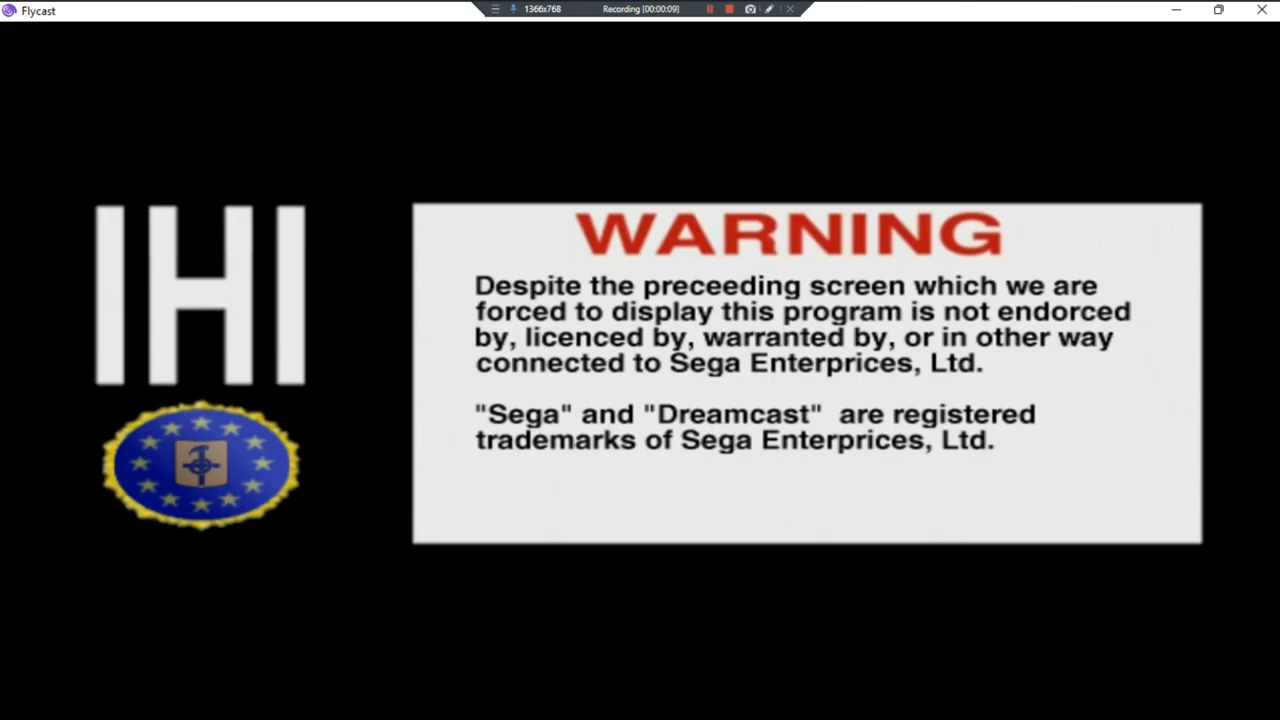 Flycast
1366x768
Recording [00:00:09]
IHI
WARNING
Despite the preceeding screen which we are
forced to display this program is not endorced
by, licenced by, warranted by, or in other way
connected to Sega Enterprices, Ltd.
"Sega" and "Dreamcast" are registered
trademarks of Sega Enterprices, Ltd.